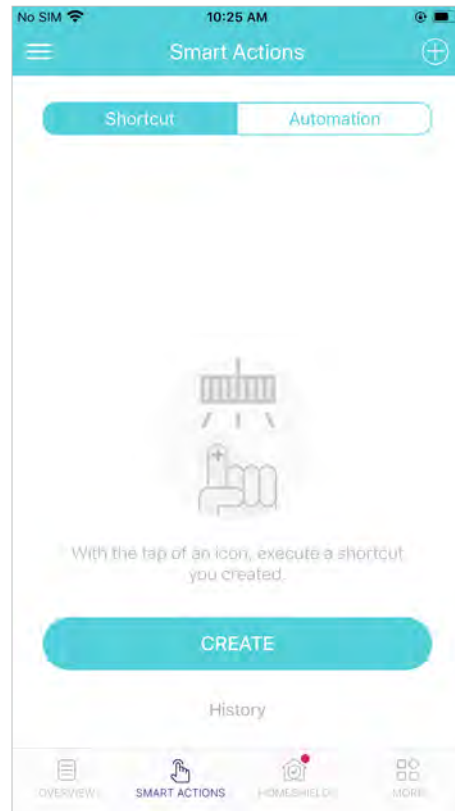 No SIM 10:25 AM
Smart Actions
Shortcut Automation
With the tap of an icon, execute a shortcut
you created.
CREATE
History
OVERVIEW SMART ACTIONS HOMESHIELD MORE